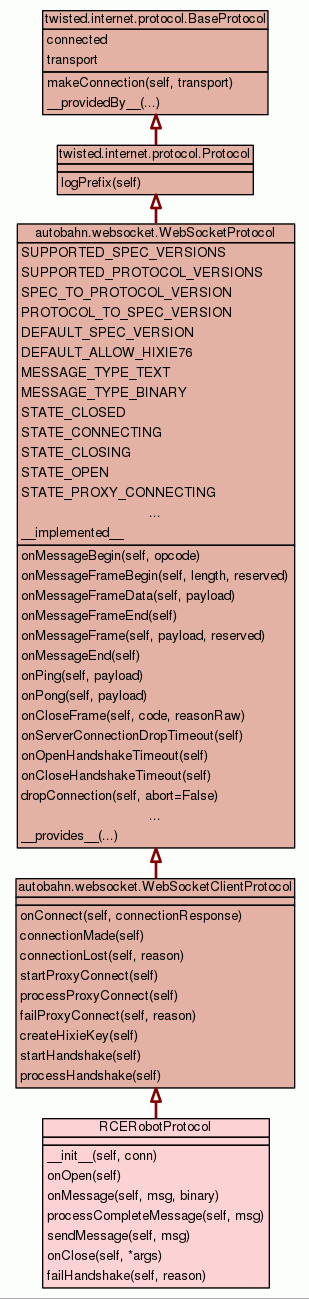 twisted.internet.protocol.BaseProtocol
connected
transport
makeConnection(self, transport)
__providedBy__(...)
twisted.internet.protocol.Protocol
logPrefix(self)
autobahn.websocket.WebSocketProtocol
SUPPORTED_SPEC_VERSIONS
SUPPORTED_PROTOCOL_VERSIONS
SPEC_TO_PROTOCOL_VERSION
PROTOCOL_TO_SPEC_VERSION
DEFAULT_SPEC_VERSION
DEFAULT_ALLOW_HIXIE76
MESSAGE_TYPE_TEXT
MESSAGE_TYPE_BINARY
STATE_CLOSED
STATE_CONNECTING
STATE_CLOSING
STATE_OPEN
STATE_PROXY_CONNECTING
...
__implemented__
onMessageBegin(self, opcode)
onMessageFrameBegin(self, length, reserved)
onMessageFrameData(self, payload)
onMessageFrameEnd(self)
onMessageFrame(self, payload, reserved)
onMessageEnd(self)
onPing(self, payload)
onPong(self, payload)
onCloseFrame(self, code, reasonRaw)
onServerConnectionDropTimeout(self)
onOpenHandshakeTimeout(self)
onCloseHandshakeTimeout(self)
dropConnection(self, abort=False)
...
__provides__(...)
autobahn.websocket.WebSocketClientProtocol
onConnect(self, connectionResponse)
connectionMade(self)
connectionLost(self, reason)
startProxyConnect(self)
processProxyConnect(self)
failProxyConnect(self, reason)
createHixieKey(self)
startHandshake(self)
processHandshake(self)
RCERobotProtocol
__init__(self, conn)
onOpen(self)
onMessage(self, msg, binary)
processCompleteMessage(self, msg)
sendMessage(self, msg)
onClose(self, *args)
failHandshake(self, reason)